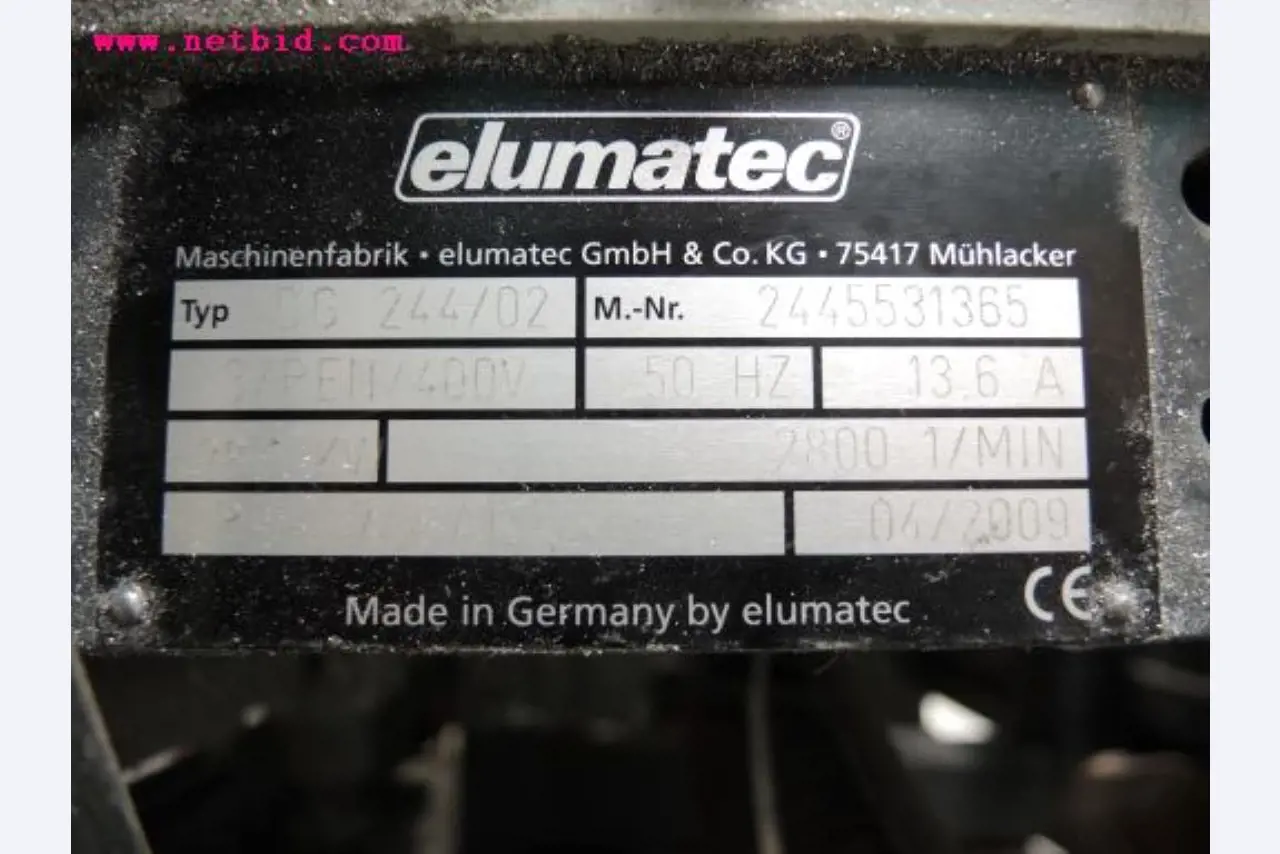 www.netbid.com
elumatec®
Maschinenfabrik • elumatec GmbH & Co. KG • 75417 Mühlacker
Typ 244/02 M.-Nr. 2445531365
50 HZ 13,6 A
2800 1/MIN
04/2009
Made in Germany by elumatec CE